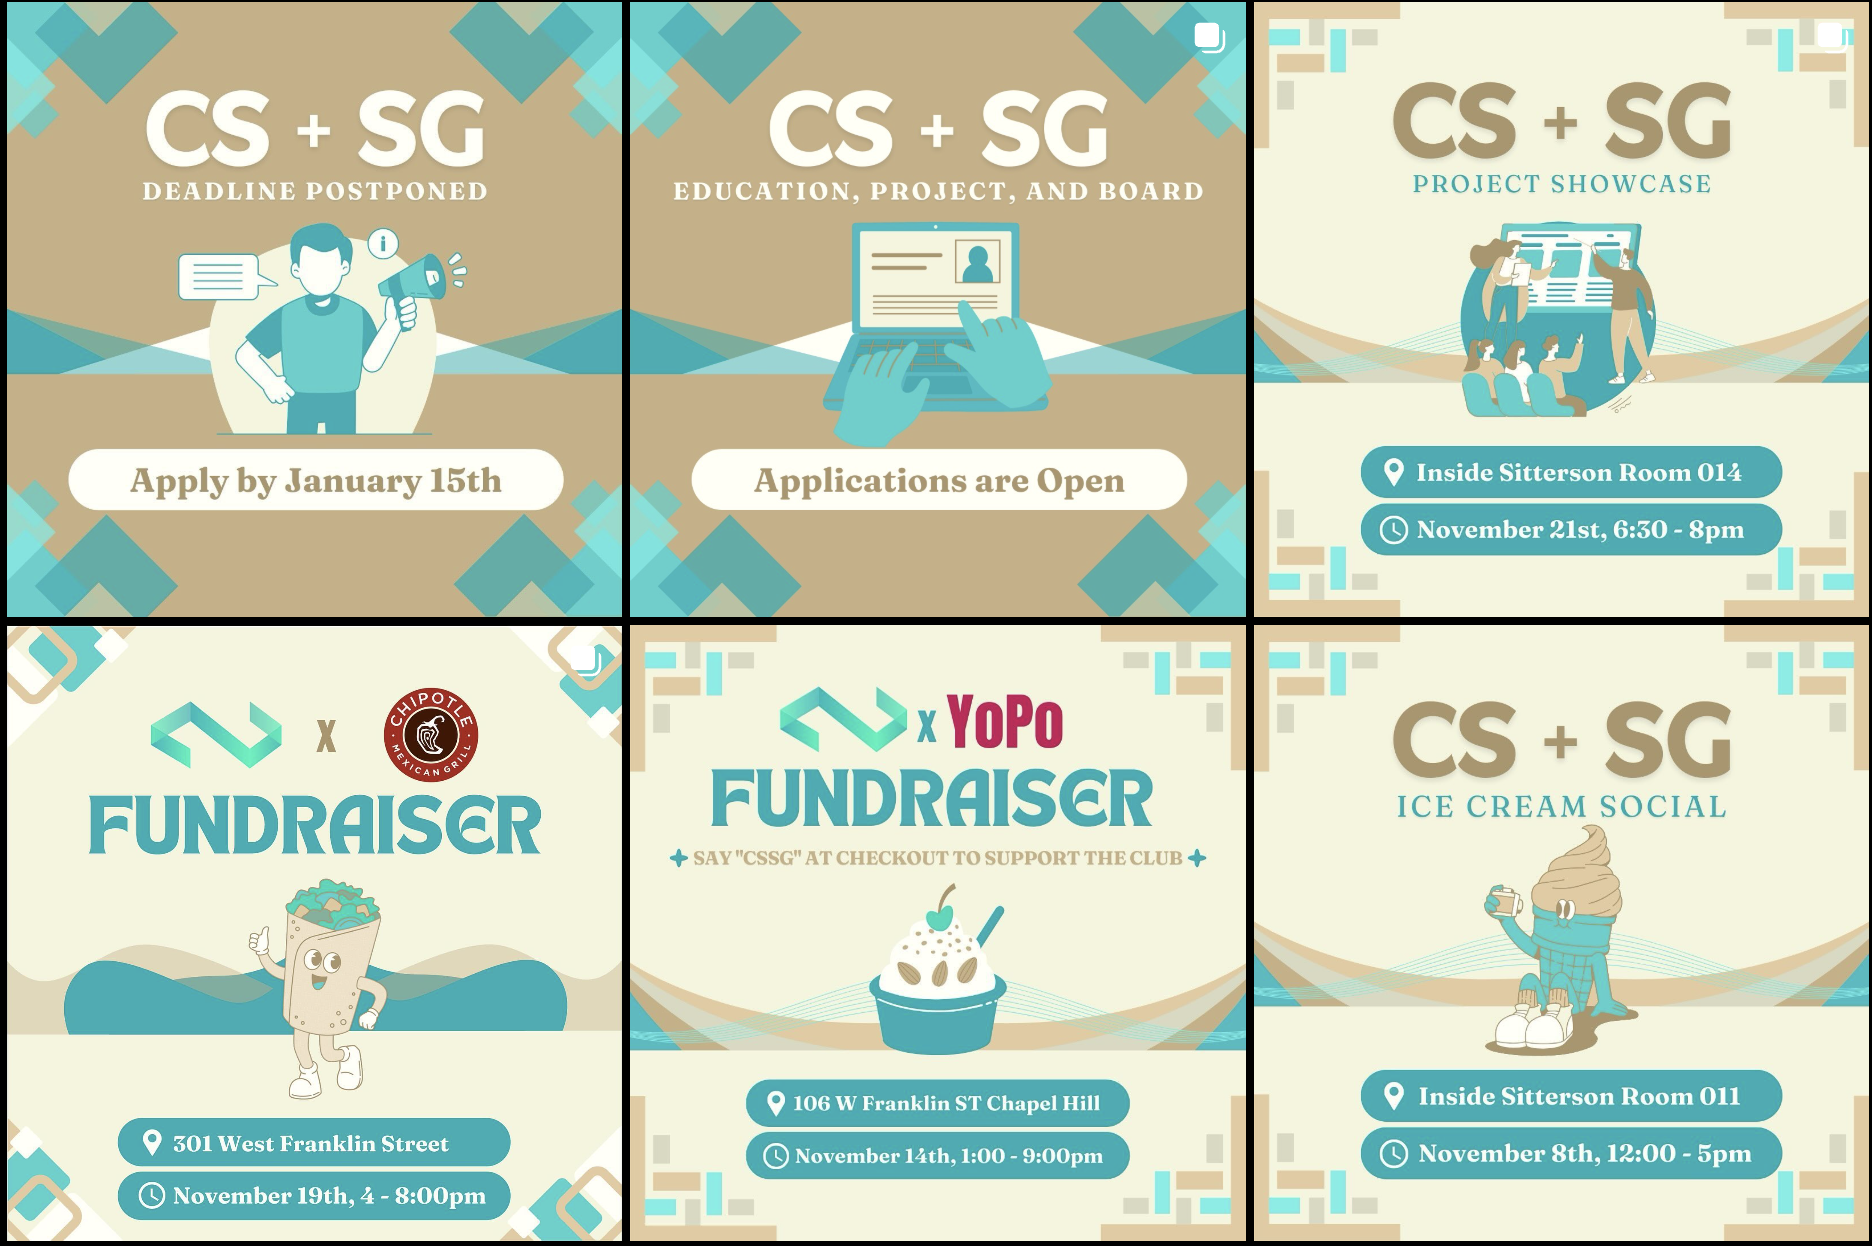 CS + SG
DEADLINE POSTPONED
i
Apply by January 15th
CS + SG
EDUCATION, PROJECT, AND BOARD
Applications are Open
CS + SG
PROJECT SHOWCASE
Inside Sitterson Room 014
November 21st, 6:30 - 8pm
X
CHIPOTLE
MEXICAN GRILL
FUNDRAISER
301 West Franklin Street
November 19th, 4 - 8:00pm
X YoPo
FUNDRAISER
SAY "CSSG" AT CHECKOUT TO SUPPORT THE CLUB
106 W Franklin ST Chapel Hill
November 14th, 1:00 - 9:00pm
CS + SG
ICE CREAM SOCIAL
Inside Sitterson Room 011
November 8th, 12:00 - 5pm